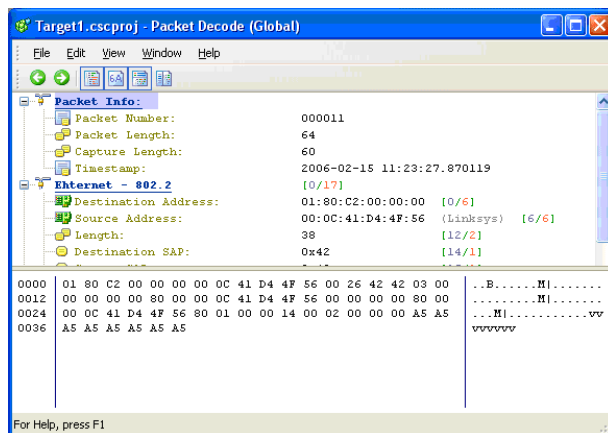 Target1.cscproj - Packet Decode (Global)
File Edit View Window Help
Packet Info:
Packet Number: 000011
Packet Length: 64
Capture Length: 60
Timestamp: 2006-02-15 11:23:27.870119
Ehternet - 802.2 [0/17]
Destination Address: 01:80:C2:00:00:00 [0/6]
Source Address: 00:0C:41:D4:4F:56 (Linksys) [6/6]
Length: 38 [12/2]
Destination SAP: 0x42 [14/1]
0000 01 80 C2 00 00 00 00 0C 41 D4 4F 56 00 26 42 42 03 00 ..B......M|.......
0012 00 00 00 00 80 00 00 0C 41 D4 4F 56 00 00 00 00 80 00 .........M|.......
0024 00 0C 41 D4 4F 56 80 01 00 00 14 00 02 00 00 00 A5 A5 ...M|...........vv
0036 A5 A5 A5 A5 A5 A5 vvvvvv
For Help, press F1